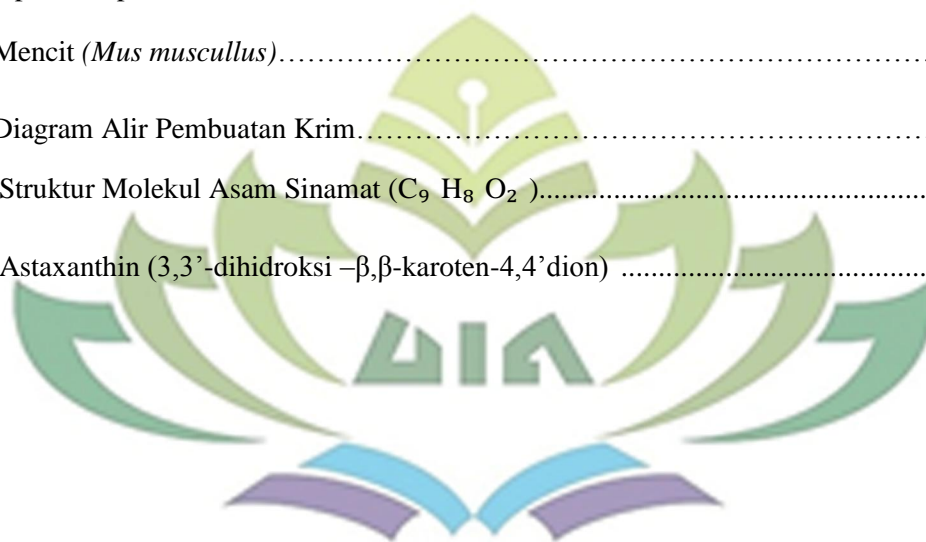 Mencit (Mus muscullus)……………………………………………………………
Diagram Alir Pembuatan Krim……………………………………………………
Struktur Molekul Asam Sinamat (C₉ H₈ O₂ )..................................................
Astaxanthin (3,3’-dihidroksi –β,β-karoten-4,4’dion) .......................................
UIN